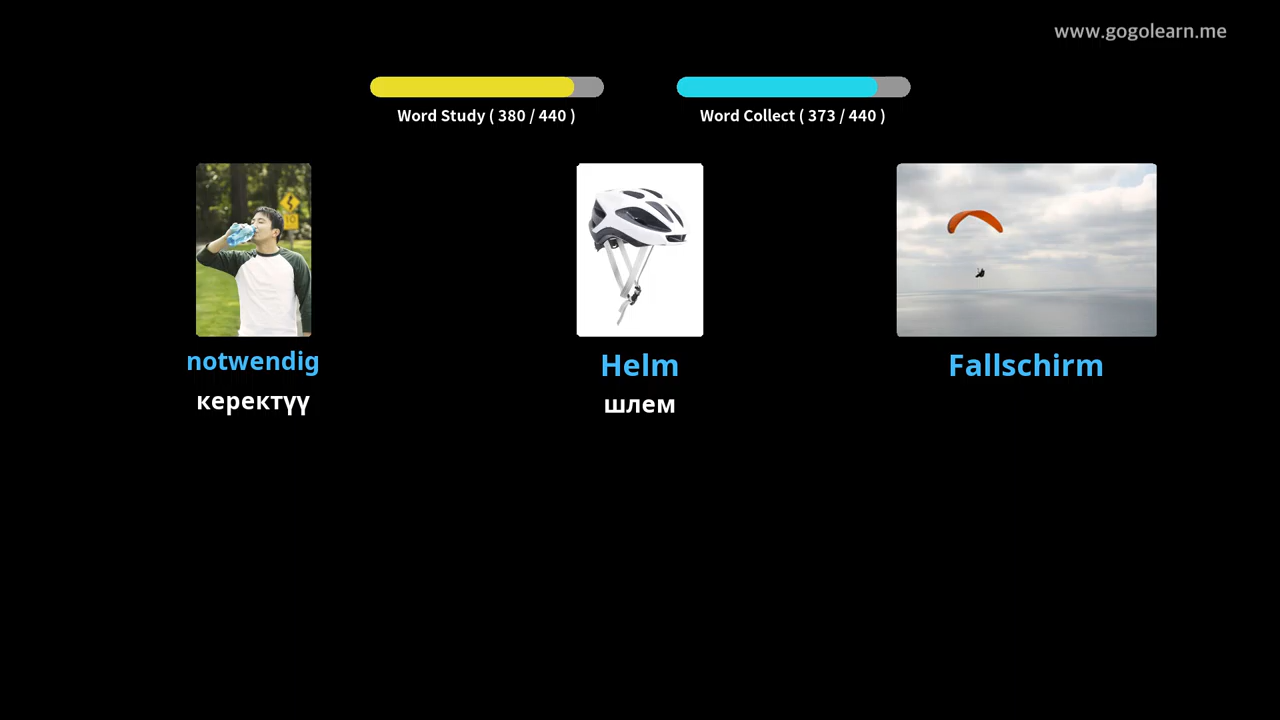 www.gogolearn.me
Word Study ( 380 / 440 )
Word Collect ( 373 / 440 )
notwendig
керектүү
Helm
шлем
Fallschirm